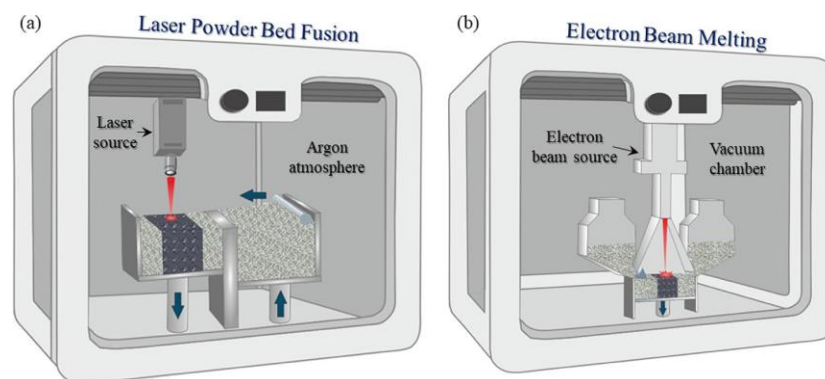 (a)
Laser Powder Bed Fusion
Laser
source
Argon
atmosphere
(b)
Electron Beam Melting
Electron
beam source
Vacuum
chamber